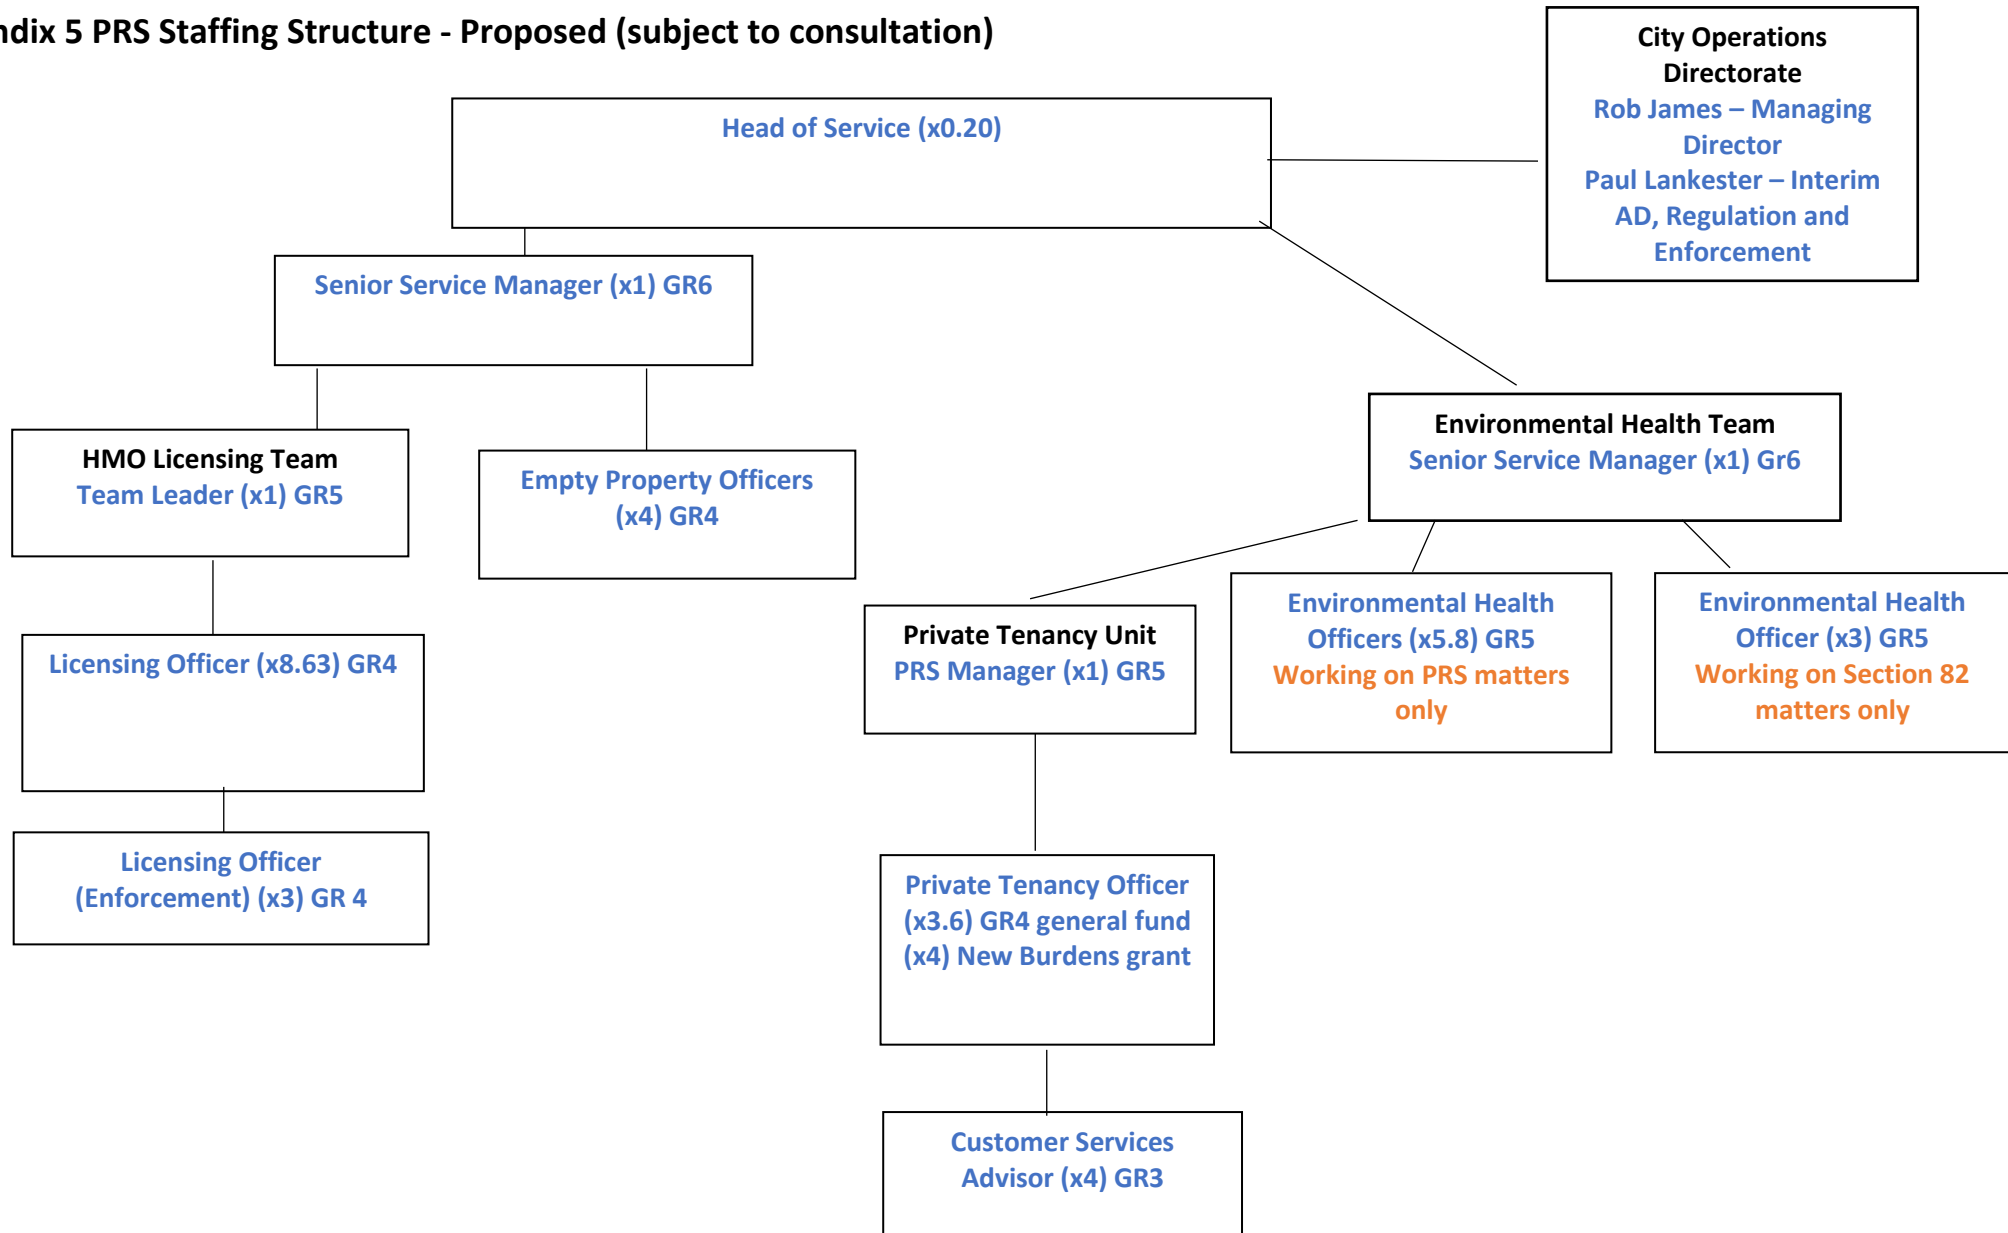 ndix 5 PRS Staffing Structure - Proposed (subject to consultation)
City Operations
Directorate
Rob James – Managing
Director
Paul Lankester – Interim
AD, Regulation and
Enforcement
Head of Service (x0.20)
Senior Service Manager (x1) GR6
HMO Licensing Team
Team Leader (x1) GR5
Empty Property Officers
(x4) GR4
Licensing Officer (x8.63) GR4
Licensing Officer
(Enforcement) (x3) GR 4
Environmental Health Team
Senior Service Manager (x1) Gr6
Private Tenancy Unit
PRS Manager (x1) GR5
Environmental Health
Officers (x5.8) GR5
Working on PRS matters
only
Environmental Health
Officer (x3) GR5
Working on Section 82
matters only
Private Tenancy Officer
(x3.6) GR4 general fund
(x4) New Burdens grant
Customer Services
Advisor (x4) GR3